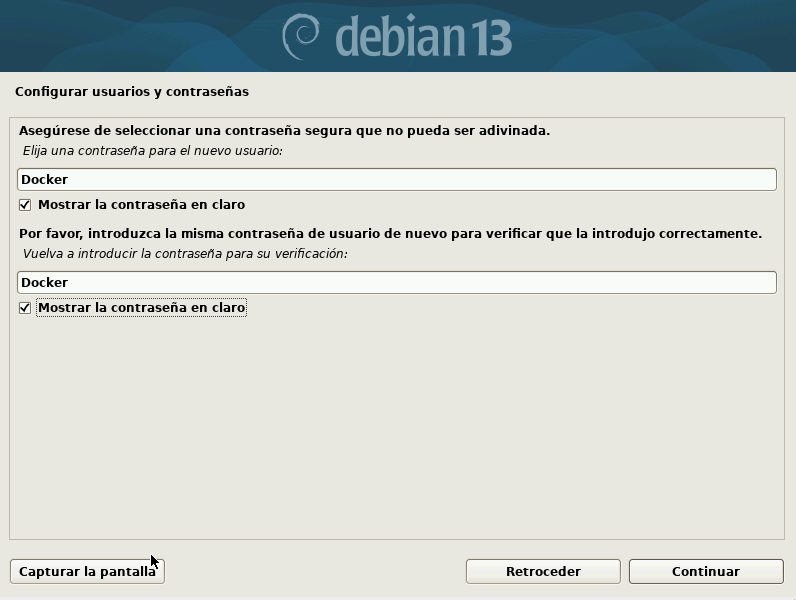 debian 13
Configurar usuarios y contraseñas
Asegúrese de seleccionar una contraseña segura que no pueda ser adivinada.
Elija una contraseña para el nuevo usuario:
Docker
Mostrar la contraseña en claro
Por favor, introduzca la misma contraseña de usuario de nuevo para verificar que la introdujo correctamente.
Vuelva a introducir la contraseña para su verificación:
Docker
Mostrar la contraseña en claro
Capturar la pantalla
Retroceder
Continuar